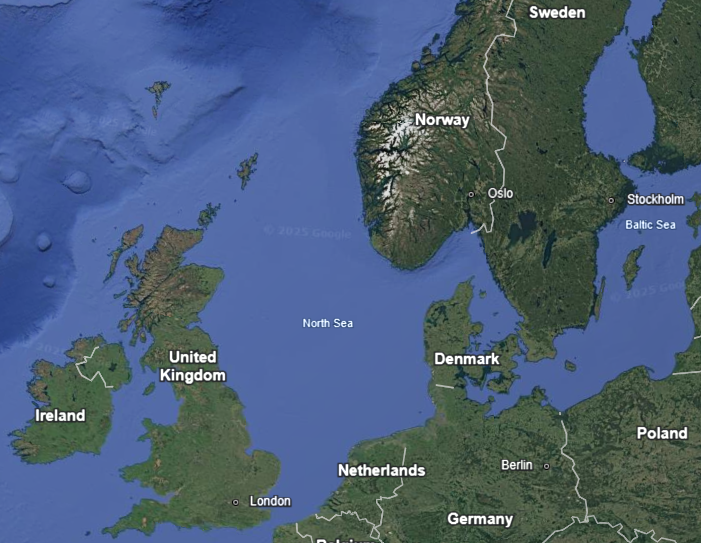 Sweden
Norway
Oslo
Stockholm
Baltic Sea
© 2025 Google
North Sea
United
Kingdom
Denmark
Ireland
Poland
Netherlands
Berlin
London
Germany